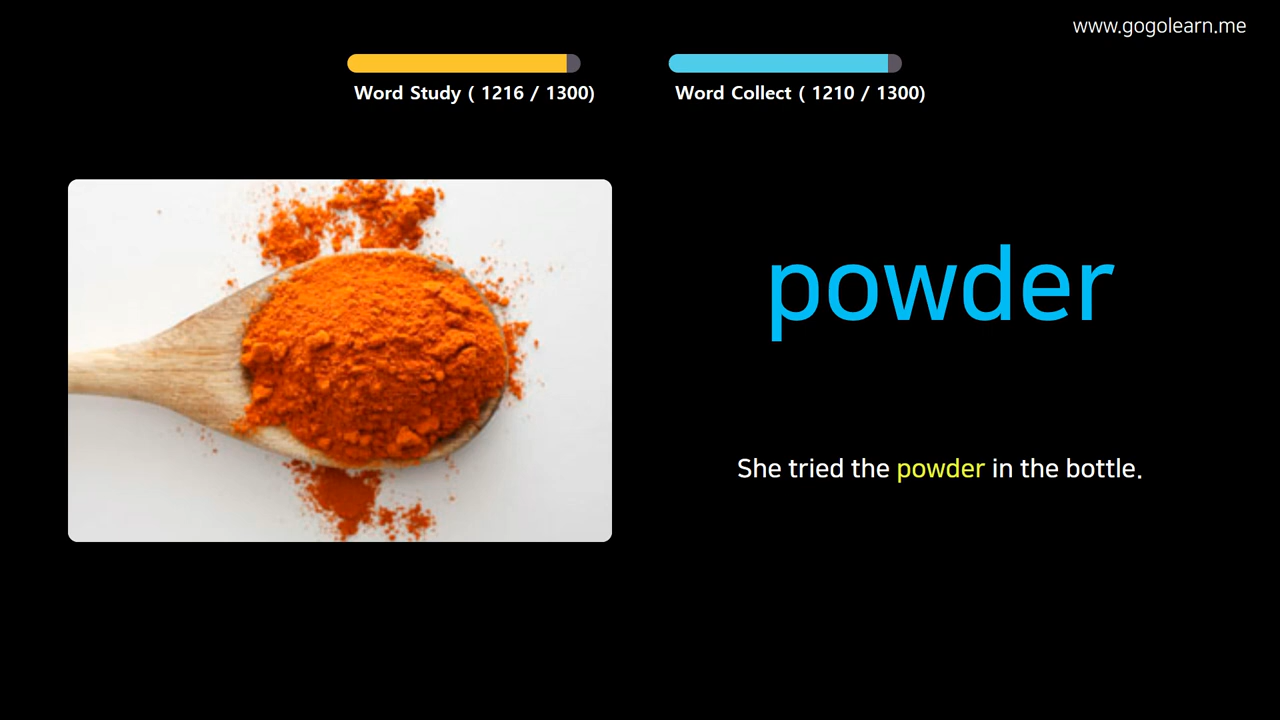 www.gogolearn.me
Word Study ( 1216 / 1300)
Word Collect ( 1210 / 1300)
powder
She tried the powder in the bottle.